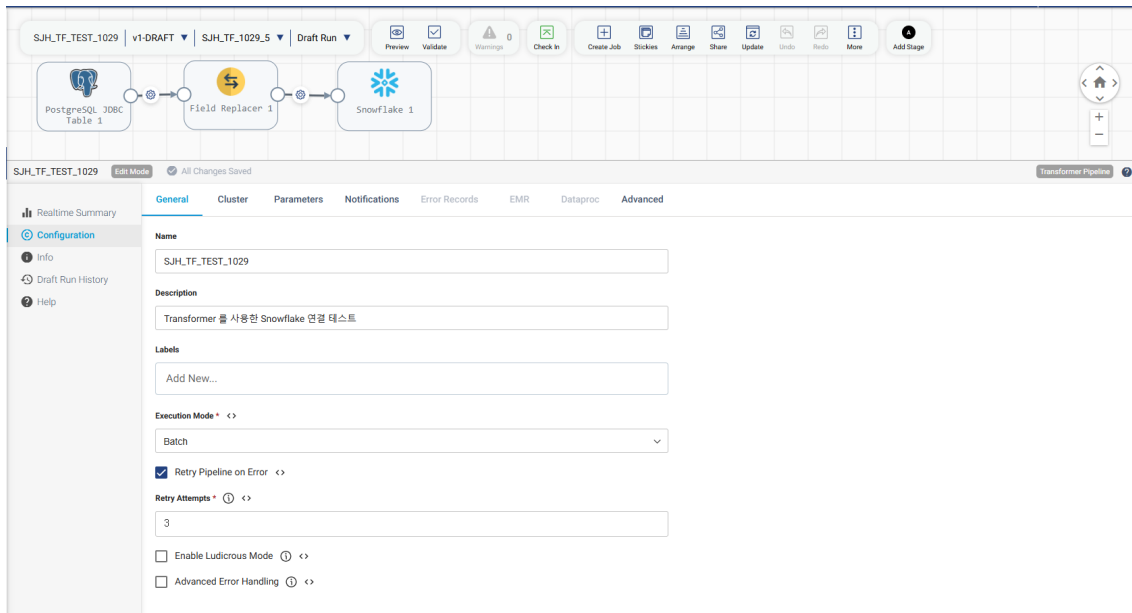 SJH_TF_TEST_1029 v1-DRAFT SJH_TF_1029_5 Draft Run
Preview Validate Warnings 0 Check In Create Job Stickies Arrange Share Update Undo Redo More A Add Stage
PostgreSQL JDBC
Table 1
Field Replacer 1
Snowflake 1
SJH_TF_TEST_1029 Edit Mode All Changes Saved Transformer Pipeline
Realtime Summary
Configuration
Info
Draft Run History
Help
General Cluster Parameters Notifications Error Records EMR Dataproc Advanced
Name
SJH_TF_TEST_1029
Description
Transformer 를 사용한 Snowflake 연결 테스트
Labels
Add New...
Execution Mode *
Batch
Retry Pipeline on Error
Retry Attempts *
3
Enable Ludicrous Mode
Advanced Error Handling